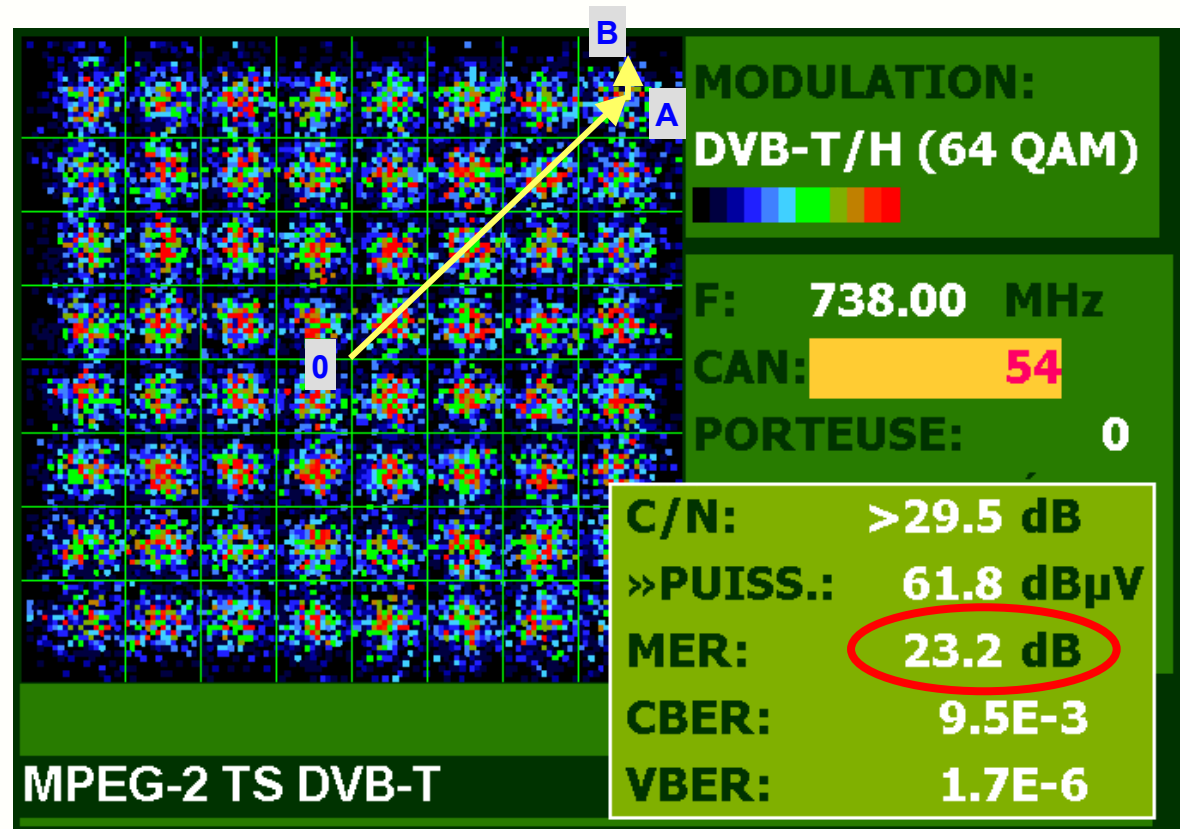 B
A
0
MODULATION:
DVB-T/H (64 QAM)
F: 738.00 MHz
CAN: 54
PORTEUSE: 0
C/N: >29.5 dB
»PUISS.: 61.8 dBµV
MER: 23.2 dB
CBER: 9.5E-3
VBER: 1.7E-6
MPEG-2 TS DVB-T